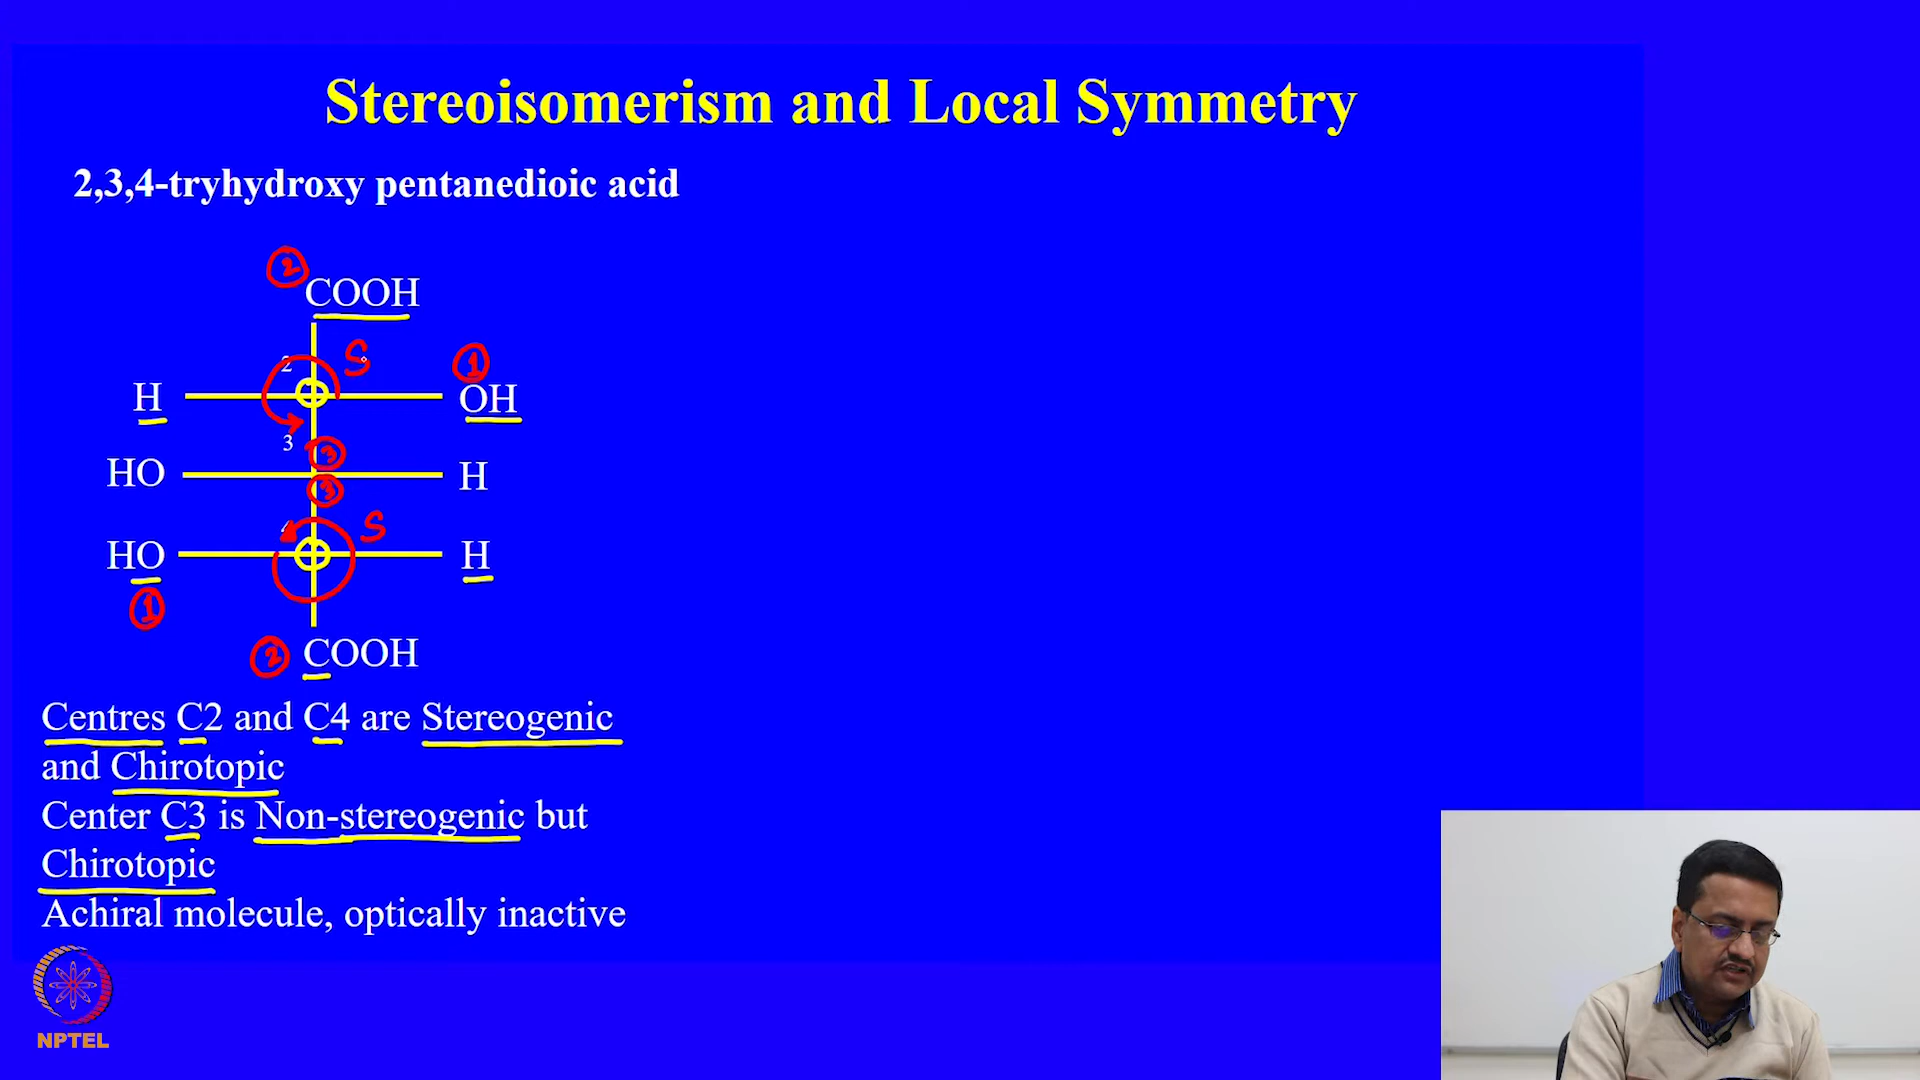 Stereoisomerism and Local Symmetry
2,3,4-tryhydroxy pentanedioic acid
2
COOH
2 S 1
H OH
3 3
HO H
3
4 S
HO H
1
2 COOH
Centres C2 and C4 are Stereogenic
and Chirotopic
Center C3 is Non-stereogenic but
Chirotopic
Achiral molecule, optically inactive
NPTEL